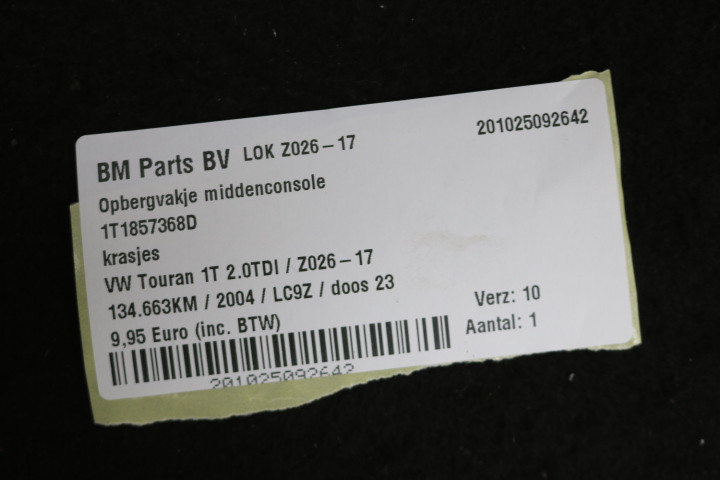 BM Parts BV LOK Z026-17
201025092642
Opbergvakje middenconsole
1T1857368D
krasjes
VW Touran 1T 2.0TDI / Z026-17
134.663KM / 2004 / LC9Z / doos 23
9,95 Euro (inc. BTW)
Verz: 10
Aantal: 1
201025092642